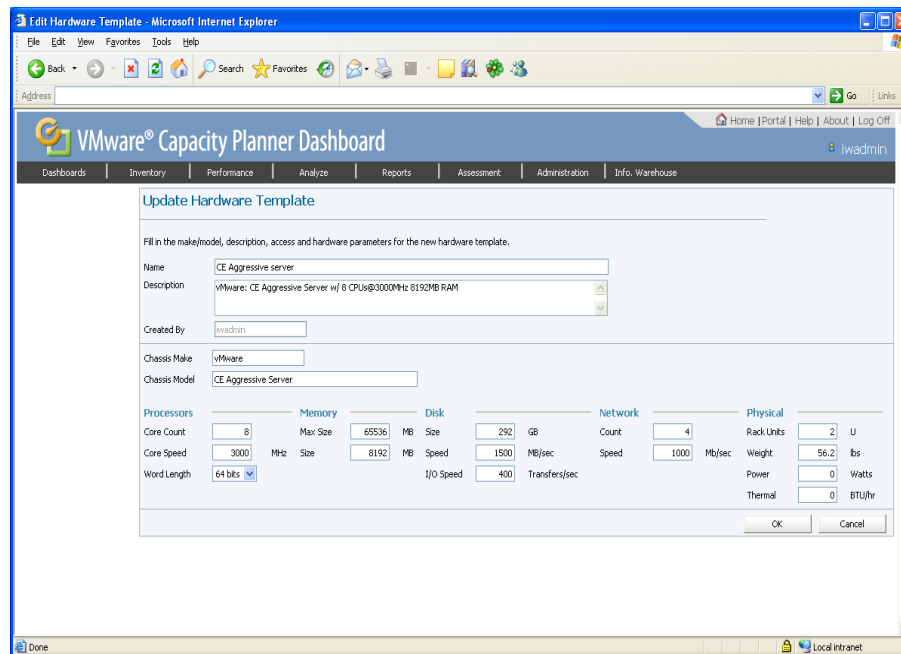 Edit Hardware Template - Microsoft Internet Explorer
File Edit View Favorites Tools Help
Back Search Favorites
Address Go Links
Home |Portal | Help | About | Log Off
VMware® Capacity Planner Dashboard
iwadmin
Dashboards | Inventory | Performance | Analyze | Reports | Assessment | Administration | Info. Warehouse
Update Hardware Template
Fill in the make/model, description, access and hardware parameters for the new hardware template.
Name CE Aggressive server
Description vMware: CE Aggressive Server w/ 8 CPUs@3000MHz 8192MB RAM
Created By iwadmin
Chassis Make vMware
Chassis Model CE Aggressive Server
Processors Memory Disk Network Physical
Core Count 8 Max Size 65536 MB Size 292 GB Count 4 Rack Units 2 U
Core Speed 3000 MHz Size 8192 MB Speed 1500 MB/sec Speed 1000 Mb/sec Weight 56.2 lbs
Word Length 64 bits I/O Speed 400 Transfers/sec Power 0 Watts
Thermal 0 BTU/hr
OK Cancel
Done Local intranet